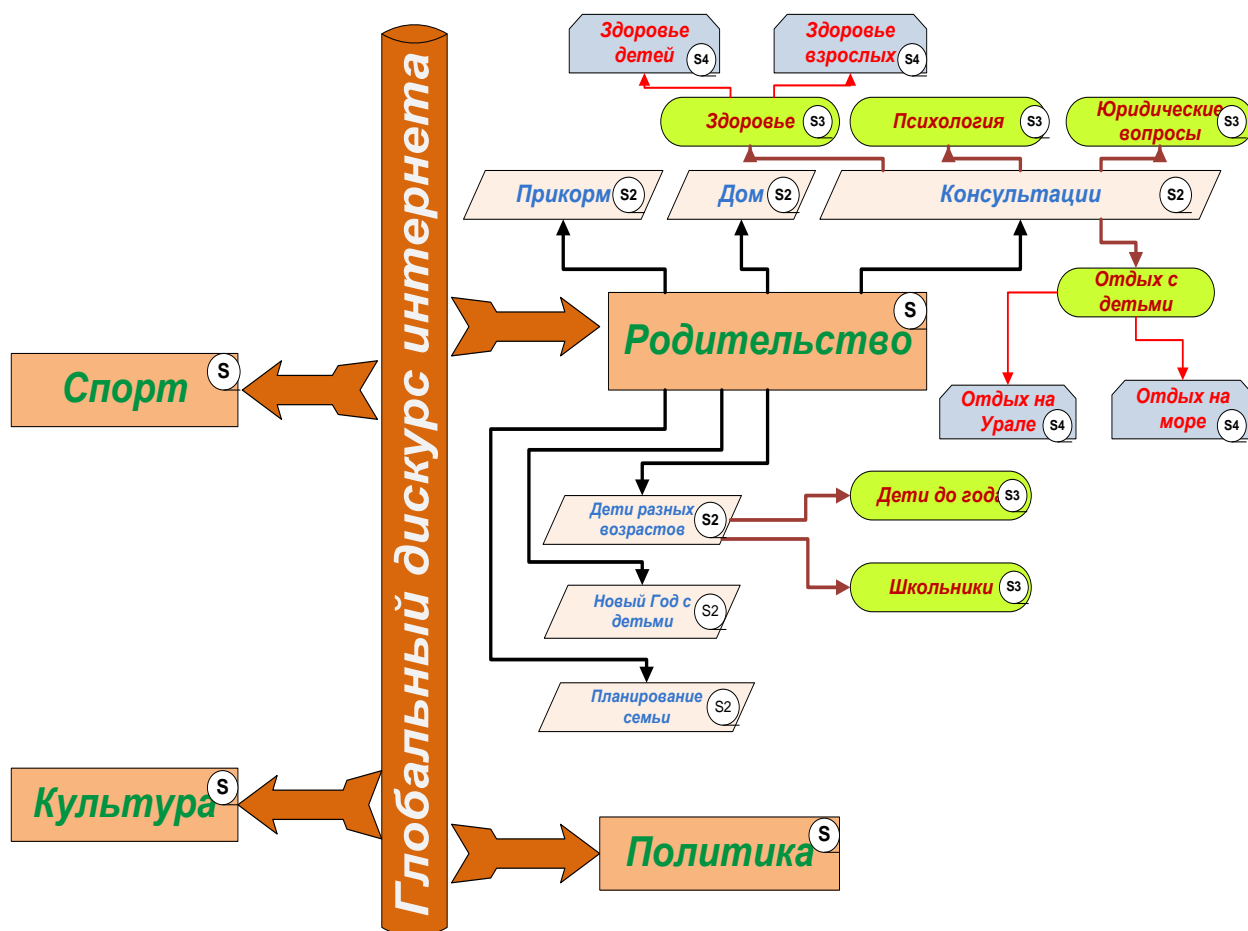 Глобальный дискурс интернета
Здоровье
детей
S4
Здоровье
взрослых
S4
Здоровье
S3
Психология
S3
Юридические
вопросы
S3
Прикорм
S2
Дом
S2
Консультации
S2
Отдых с
детьми
Родительство
S
Спорт
S
Отдых на
Урале
S4
Отдых на
море
S4
Дети разных
возрастов
S2
Дети до года
S3
Школьники
S3
Новый Год с
детьми
S2
Планирование
семьи
S2
Культура
S
Политика
S